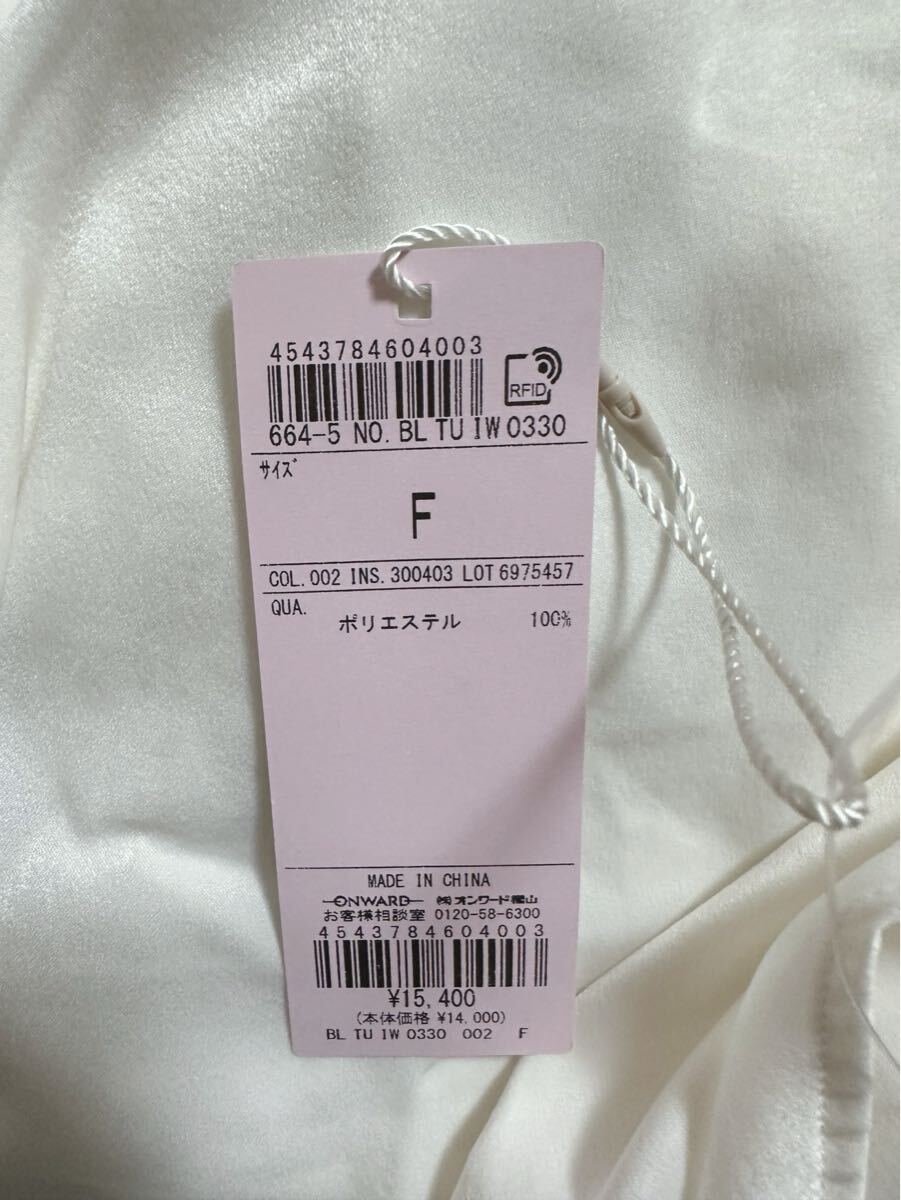 4543784604003
RFID
664-5 NO. BL TU IW 0330
ｻｲｽﾞ
F
COL. 002 INS. 300403 LOT 6975457
QUA.
ポリエステル 100%
MADE IN CHINA
ONWARD ㈱オンワード樫山
お客様相談室 0120-58-6300
4543784604003
¥15,400
(本体価格 ¥14,000)
BL TU IW 0330 002 F